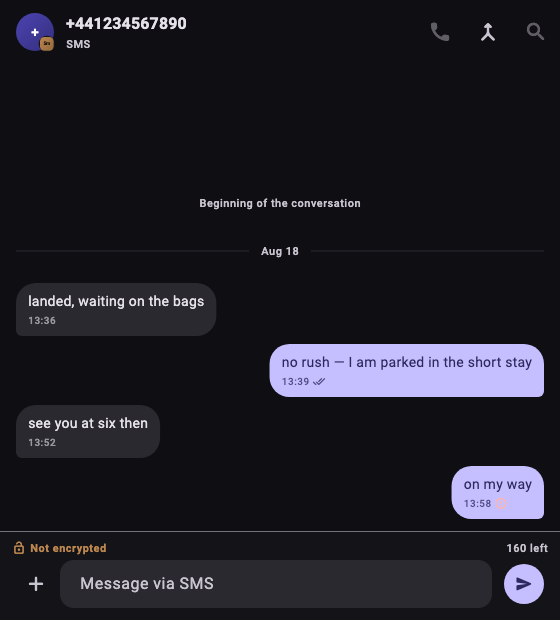 +441234567890
SMS
Beginning of the conversation
Aug 18
landed, waiting on the bags
13:36
no rush — I am parked in the short stay
13:39
see you at six then
13:52
on my way
13:58
Not encrypted
160 left
Message via SMS